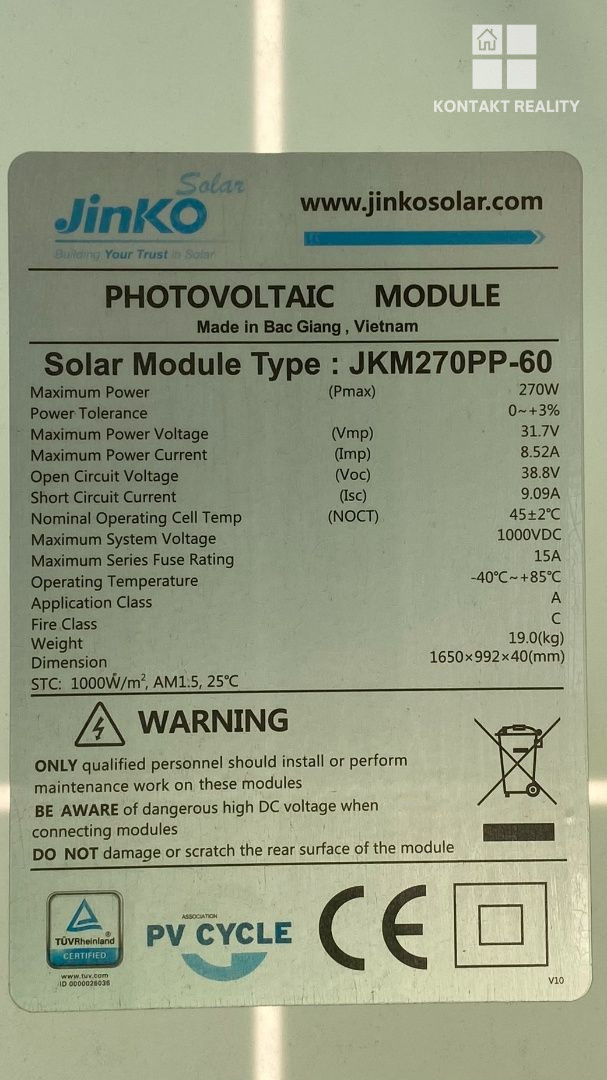 KONTAKT REALITY
Solar
JinKO
Building Your Trust in Solar
www.jinkosolar.com
PHOTOVOLTAIC MODULE
Made in Bac Giang , Vietnam
Solar Module Type : JKM270PP-60
Maximum Power (Pmax) 270W
Power Tolerance 0~+3%
Maximum Power Voltage (Vmp) 31.7V
Maximum Power Current (Imp) 8.52A
Open Circuit Voltage (Voc) 38.8V
Short Circuit Current (Isc) 9.09A
Nominal Operating Cell Temp (NOCT) 45±2℃
Maximum System Voltage 1000VDC
Maximum Series Fuse Rating 15A
Operating Temperature -40℃~+85℃
Application Class A
Fire Class C
Weight 19.0(kg)
Dimension 1650×992×40(mm)
STC: 1000W/m², AM1.5, 25℃
WARNING
ONLY qualified personnel should install or perform
maintenance work on these modules
BE AWARE of dangerous high DC voltage when
connecting modules
DO NOT damage or scratch the rear surface of the module
TÜVRheinland®
CERTIFIED
www.tuv.com
ID 0000028036
ASSOCIATION
PV CYCLE
CE
V10